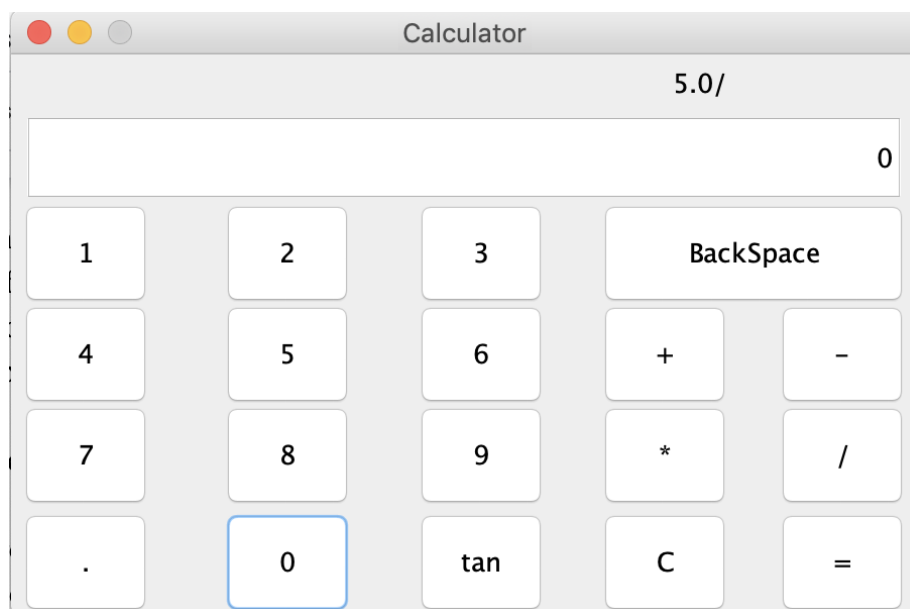 Calculator
5.0/
0
1 2 3 BackSpace
4 5 6 + -
7 8 9 * /
. 0 tan C =